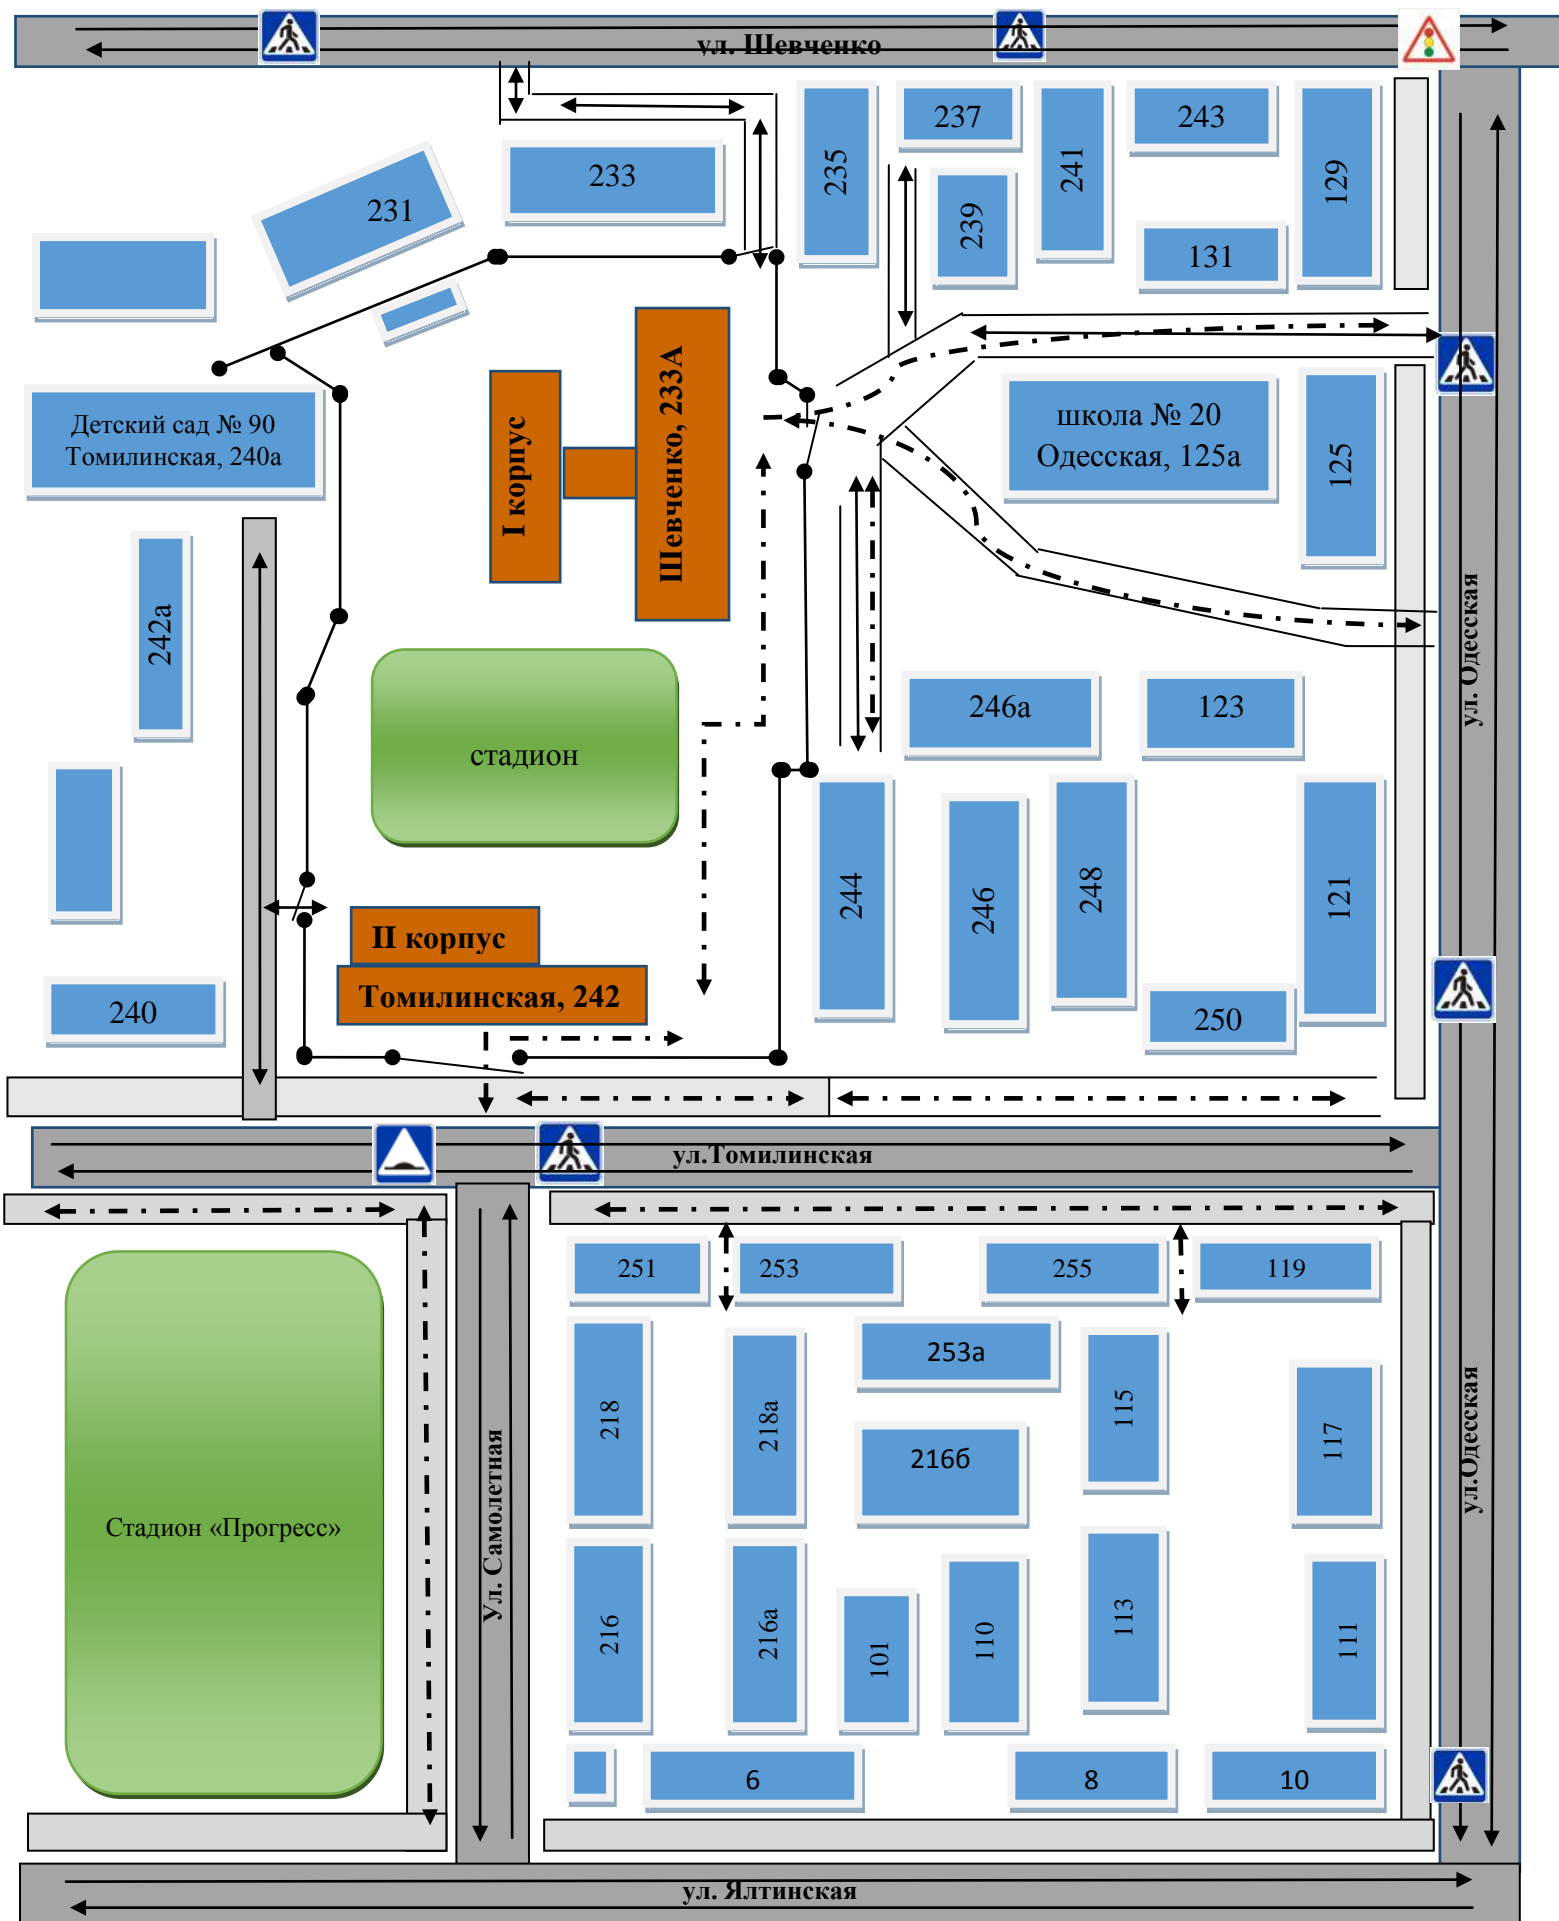 ул. Шевченко
237
243
235
241
129
233
231
239
131
Шевченко, 233А
I корпус
Детский сад № 90
Томилинская, 240а
школа № 20
Одесская, 125а
125
242а
ул. Одесская
246а
123
стадион
244
246
248
121
II корпус
Томилинская, 242
240
250
ул.Томилинская
251
253
255
119
253а
218
218а
115
216б
117
ул.Одесская
Стадион «Прогресс»
Ул. Самолетная
216
216а
101
110
113
111
6
8
10
ул. Ялтинская